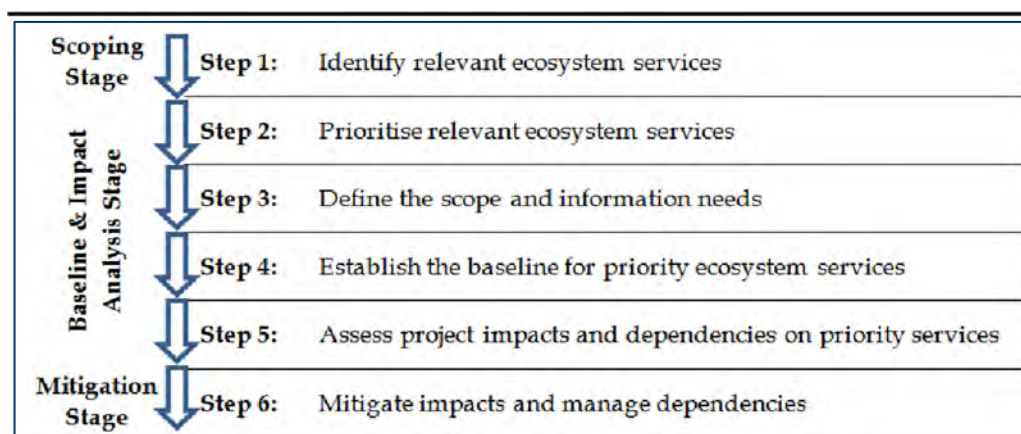 Scoping
Stage
Step 1: Identify relevant ecosystem services
Baseline & Impact
Analysis Stage
Step 2: Prioritise relevant ecosystem services
Step 3: Define the scope and information needs
Step 4: Establish the baseline for priority ecosystem services
Step 5: Assess project impacts and dependencies on priority services
Mitigation
Stage
Step 6: Mitigate impacts and manage dependencies